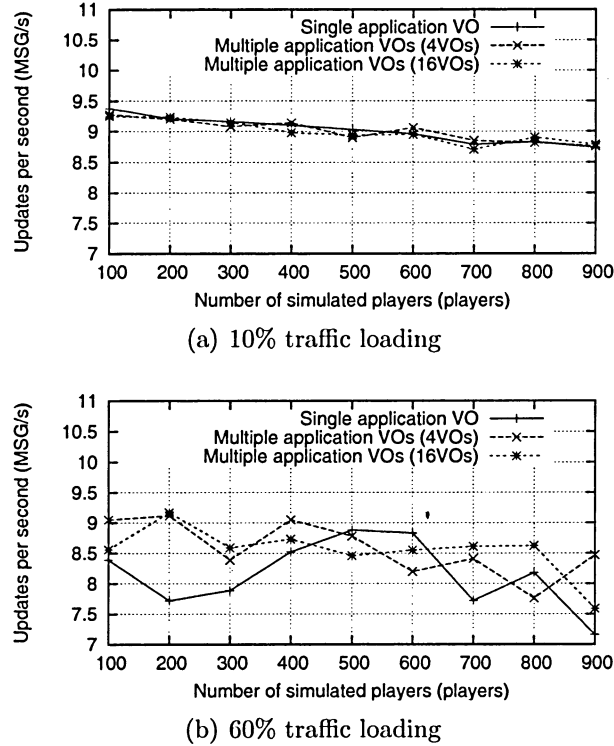 Updates per second (MSG/s)
11
10.5
10
9.5
9
8.5
8
7.5
7
Single application VO
Multiple application VOs (4VOs)
Multiple application VOs (16VOs)
100 200 300 400 500 600 700 800 900
Number of simulated players (players)
(a) 10% traffic loading
Updates per second (MSG/s)
11
10.5
10
9.5
9
8.5
8
7.5
7
Single application VO
Multiple application VOs (4VOs)
Multiple application VOs (16VOs)
100 200 300 400 500 600 700 800 900
Number of simulated players (players)
(b) 60% traffic loading